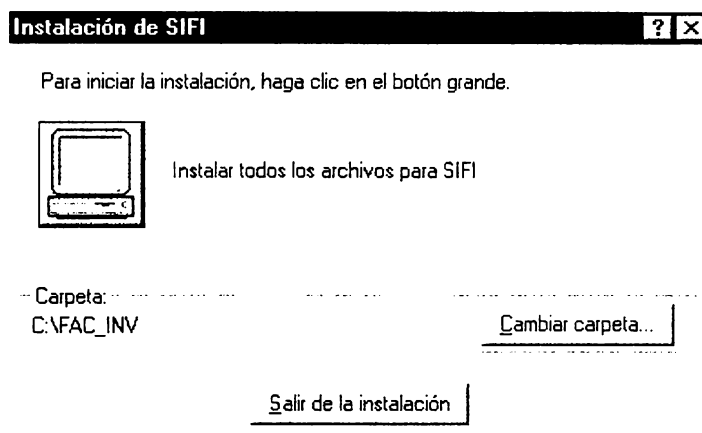 Instalación de SIFI
Para iniciar la instalación, haga clic en el botón grande.
Instalar todos los archivos para SIFI
Carpeta:
C:\FAC_INV
Cambiar carpeta...
Salir de la instalación